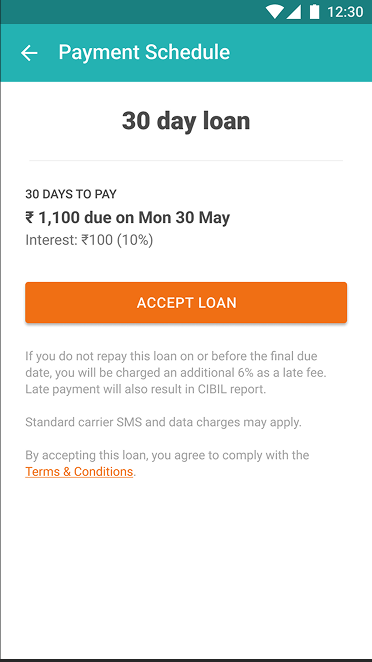 12:30
Payment Schedule
30 day loan
30 DAYS TO PAY
₹ 1,100 due on Mon 30 May
Interest: ₹100 (10%)
ACCEPT LOAN
If you do not repay this loan on or before the final due
date, you will be charged an additional 6% as a late fee.
Late payment will also result in CIBIL report.
Standard carrier SMS and data charges may apply.
By accepting this loan, you agree to comply with the
Terms & Conditions.